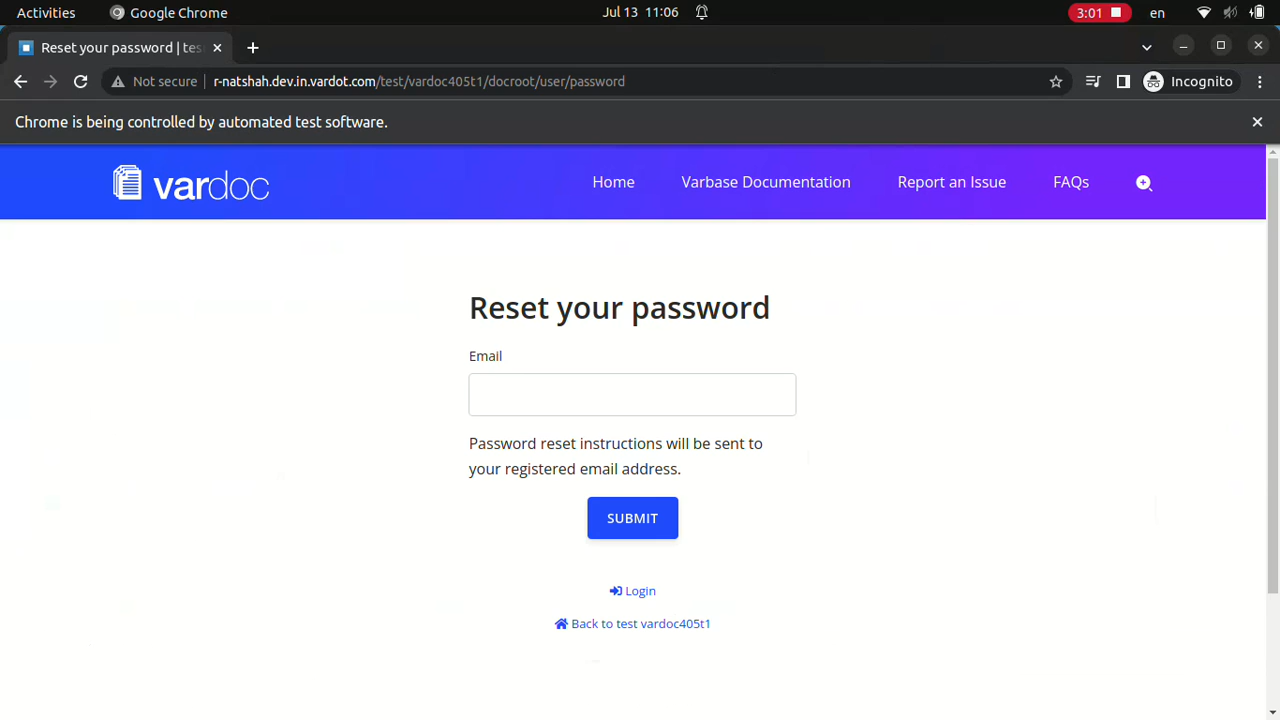 Activities Google Chrome Jul 13 11:06 3:01 en
Reset your password | tes
Not secure r-natshah.dev.in.vardot.com/test/vardoc405t1/docroot/user/password Incognito
Chrome is being controlled by automated test software.
vardoc Home Varbase Documentation Report an Issue FAQs
Reset your password
Email
Password reset instructions will be sent to
your registered email address.
SUBMIT
Login
Back to test vardoc405t1